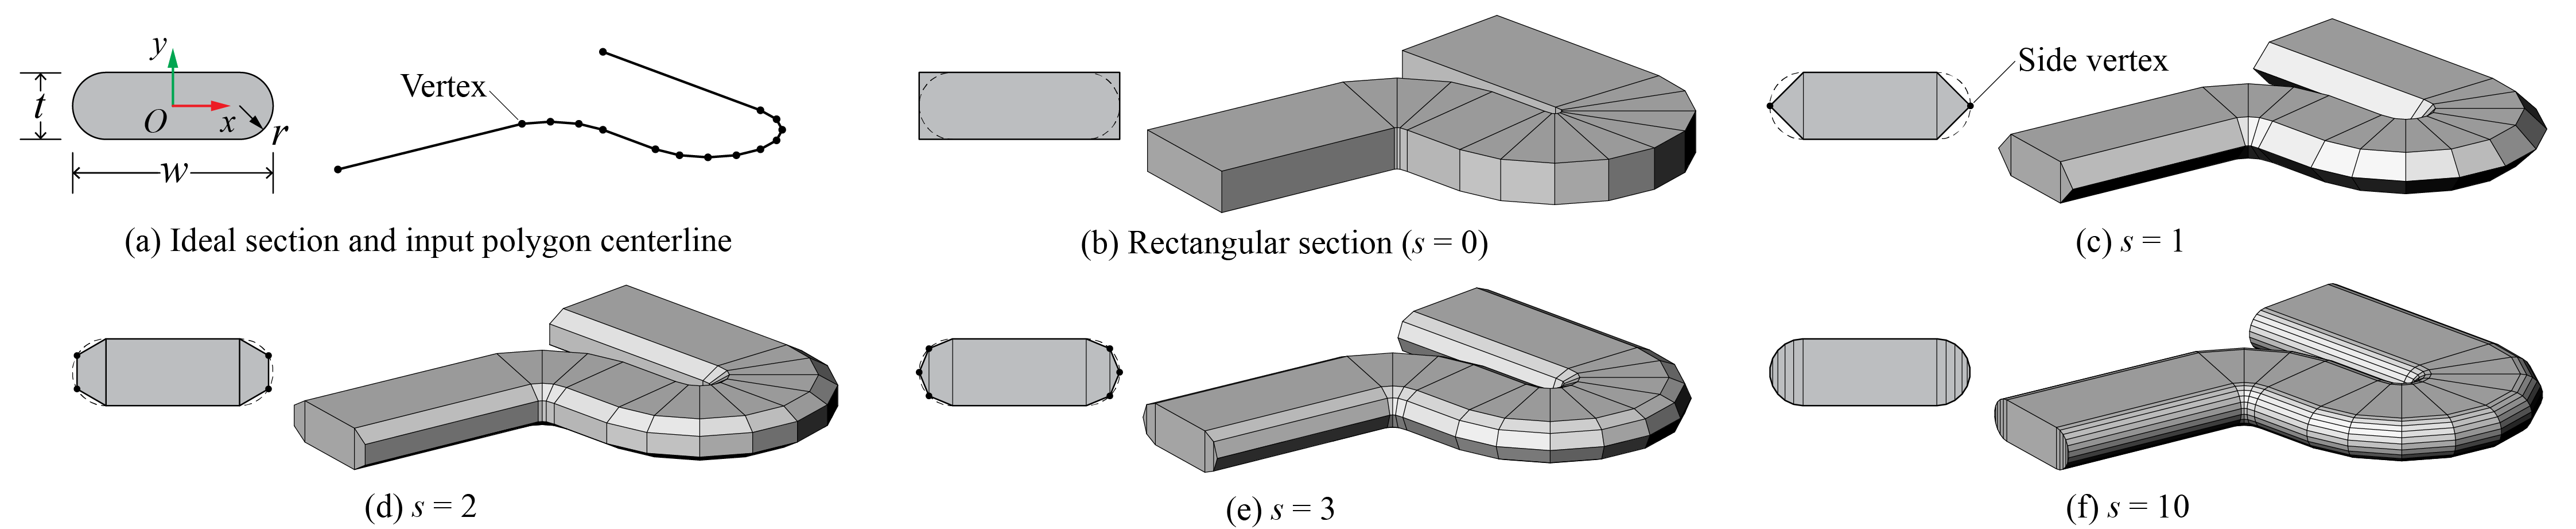 y
t
O
x
r
w
Vertex
(a) Ideal section and input polygon centerline
(b) Rectangular section (s = 0)
Side vertex
(c) s = 1
(d) s = 2
(e) s = 3
(f) s = 10